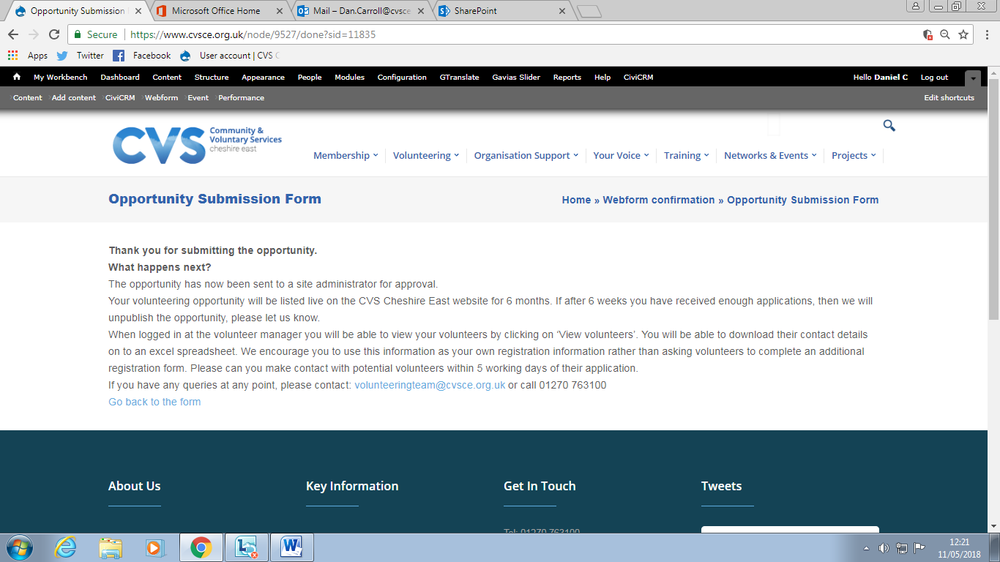 Opportunity Submission
Microsoft Office Home
Mail – Dan.Carroll@cvsce
SharePoint
Secure
https://www.cvsce.org.uk/node/9527/done?sid=11835
Apps Twitter Facebook User account | CVS C
My Workbench Dashboard Content Structure Appearance People Modules Configuration GTranslate Gavias Slider Reports Help CiviCRM Hello Daniel C Log out
Content Add content CiviCRM Webform Event Performance Edit shortcuts
CVS Community &
Voluntary Services
cheshire east
Membership Volunteering Organisation Support Your Voice Training Networks & Events Projects
Opportunity Submission Form
Home » Webform confirmation » Opportunity Submission Form
Thank you for submitting the opportunity.
What happens next?
The opportunity has now been sent to a site administrator for approval.
Your volunteering opportunity will be listed live on the CVS Cheshire East website for 6 months. If after 6 weeks you have received enough applications, then we will
unpublish the opportunity, please let us know.
When logged in at the volunteer manager you will be able to view your volunteers by clicking on ‘View volunteers’. You will be able to download their contact details
on to an excel spreadsheet. We encourage you to use this information as your own registration information rather than asking volunteers to complete an additional
registration form. Please can you make contact with potential volunteers within 5 working days of their application.
If you have any queries at any point, please contact: volunteeringteam@cvsce.org.uk or call 01270 763100
Go back to the form
About Us Key Information Get In Touch Tweets
Tel: 01270 763100
12:21
11/05/2018